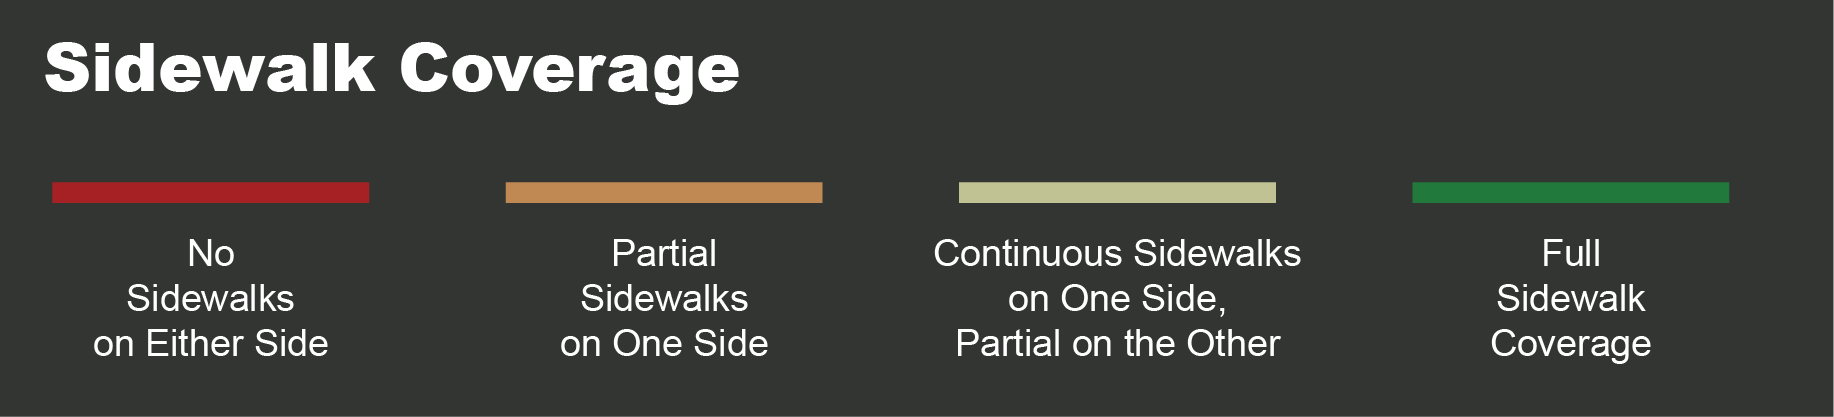 Sidewalk Coverage
No
Sidewalks
on Either Side
Partial
Sidewalks
on One Side
Continuous Sidewalks
on One Side,
Partial on the Other
Full
Sidewalk
Coverage